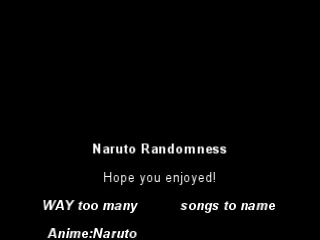 Naruto Randomness
Hope you enjoyed!
WAY too many songs to name
Anime:Naruto